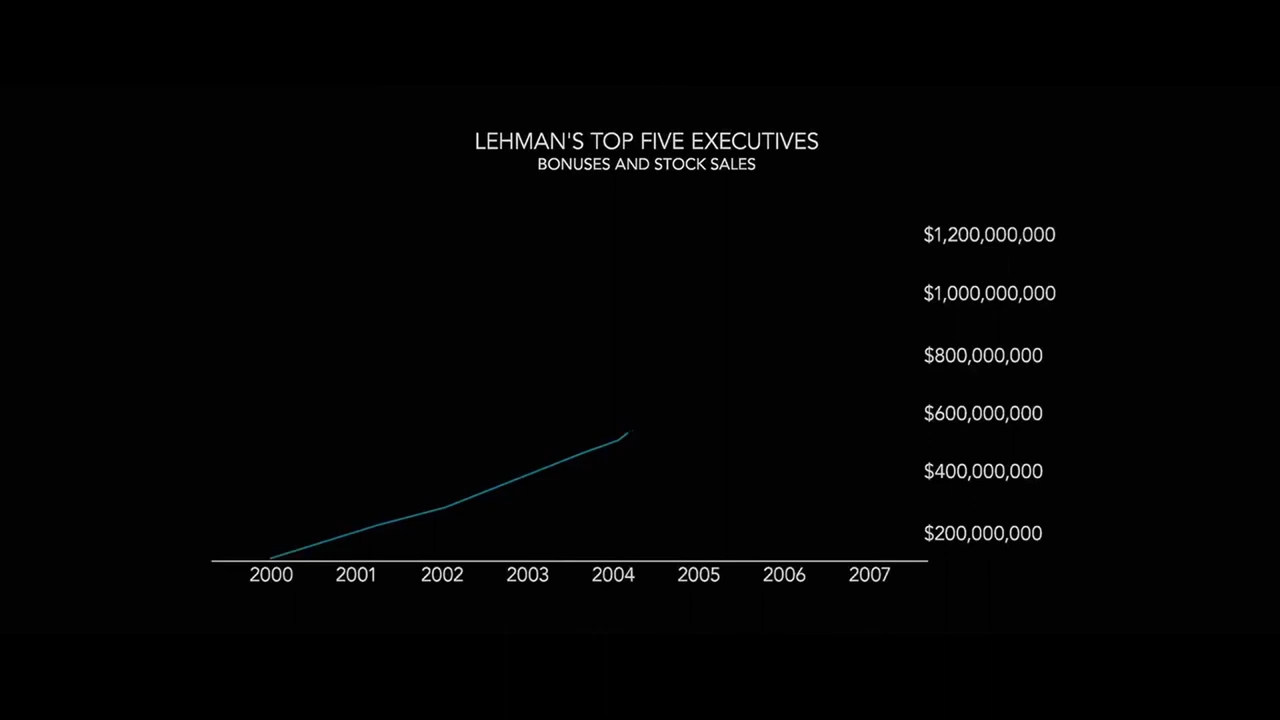 LEHMAN'S TOP FIVE EXECUTIVES
BONUSES AND STOCK SALES
$1,200,000,000
$1,000,000,000
$800,000,000
$600,000,000
$400,000,000
$200,000,000
2000 2001 2002 2003 2004 2005 2006 2007